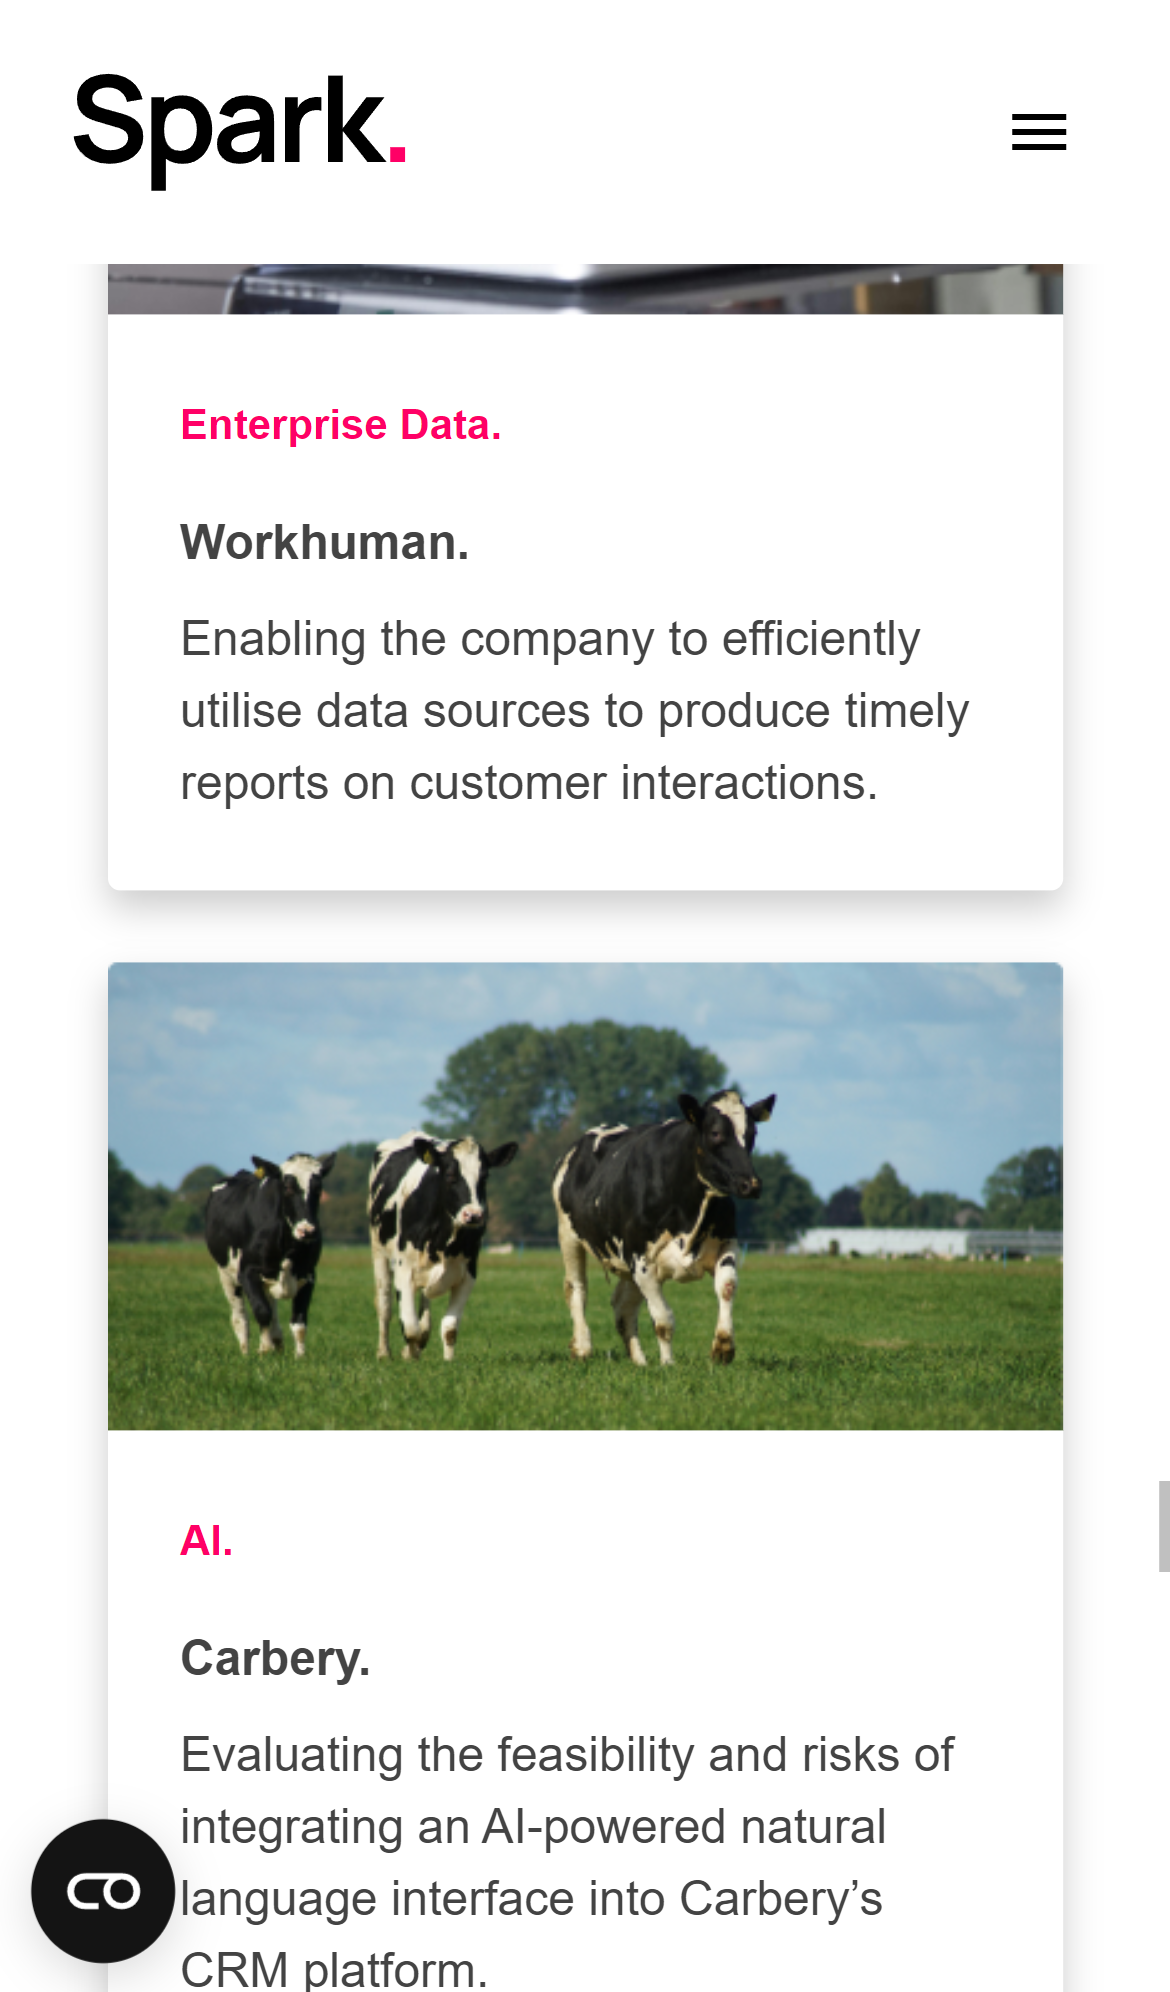 Spark.
Enterprise Data.
Workhuman.
Enabling the company to efficiently
utilise data sources to produce timely
reports on customer interactions.
AI.
Carbery.
Evaluating the feasibility and risks of
integrating an AI-powered natural
language interface into Carbery’s
CRM platform.